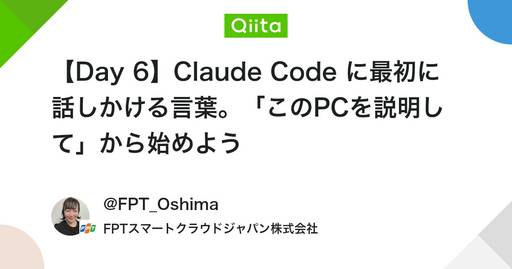 Qiita
【Day 6】Claude Code に最初に
話しかける言葉。「このPCを説明し
て」から始めよう
@FPT_Oshima
FPT
FPTスマートクラウドジャパン株式会社